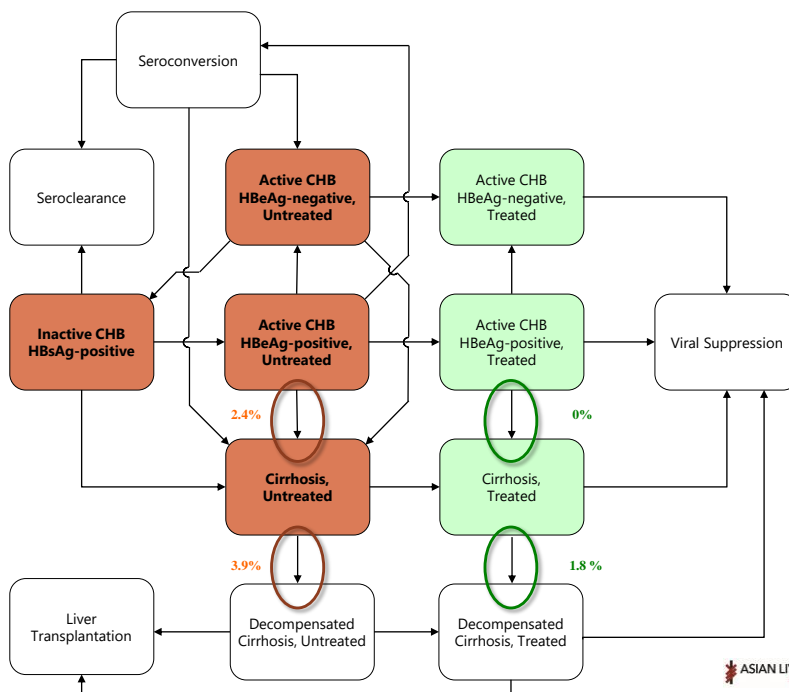 Seroconversion
Seroclearance
Active CHB
HBeAg-negative,
Untreated
Active CHB
HBeAg-negative,
Treated
Inactive CHB
HBsAg-positive
Active CHB
HBeAg-positive,
Untreated
Active CHB
HBeAg-positive,
Treated
Viral Suppression
2.4%
0%
Cirrhosis,
Untreated
Cirrhosis,
Treated
3.9%
1.8 %
Liver
Transplantation
Decompensated
Cirrhosis, Untreated
Decompensated
Cirrhosis, Treated
ASIAN